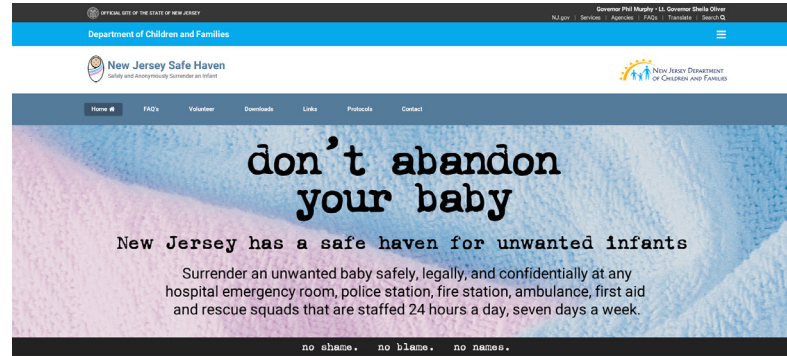 OFFICIAL SITE OF THE STATE OF NEW JERSEY
Governor Phil Murphy • Lt. Governor Sheila Oliver
NJ.gov | Services | Agencies | FAQs | Translate | Search
Department of Children and Families
New Jersey Safe Haven
Safely and Anonymously Surrender an Infant
NEW JERSEY DEPARTMENT
OF CHILDREN AND FAMILIES
Home FAQ's Volunteer Downloads Links Protocols Contact
don't abandon
your baby
New Jersey has a safe haven for unwanted infants
Surrender an unwanted baby safely, legally, and confidentially at any
hospital emergency room, police station, fire station, ambulance, first aid
and rescue squads that are staffed 24 hours a day, seven days a week.
no shame. no blame. no names.